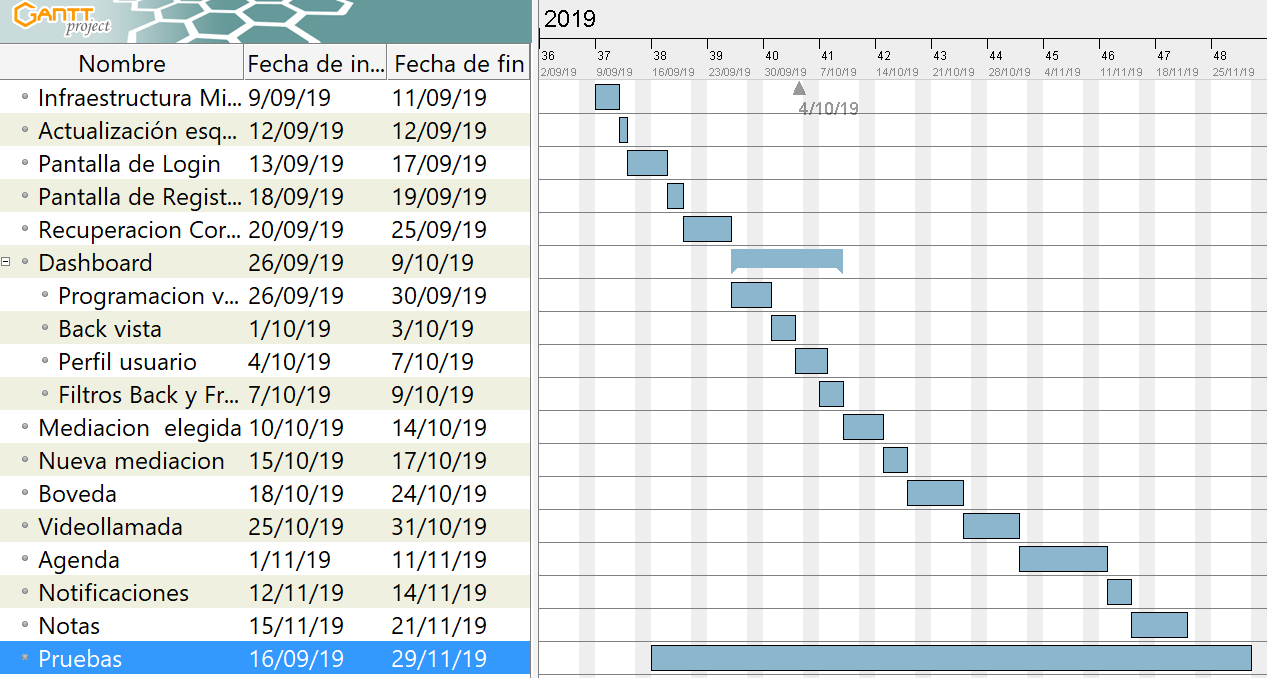 GANTT
project
2019
36 37 38 39 40 41 42 43 44 45 46 47 48
2/09/19 9/09/19 16/09/19 23/09/19 30/09/19 7/10/19 14/10/19 21/10/19 28/10/19 4/11/19 11/11/19 18/11/19 25/11/19
Nombre Fecha de in... Fecha de fin
4/10/19
Infraestructura Mi... 9/09/19 11/09/19
Actualización esq... 12/09/19 12/09/19
Pantalla de Login 13/09/19 17/09/19
Pantalla de Regist... 18/09/19 19/09/19
Recuperacion Cor... 20/09/19 25/09/19
Dashboard 26/09/19 9/10/19
Programacion v... 26/09/19 30/09/19
Back vista 1/10/19 3/10/19
Perfil usuario 4/10/19 7/10/19
Filtros Back y Fr... 7/10/19 9/10/19
Mediacion elegida 10/10/19 14/10/19
Nueva mediacion 15/10/19 17/10/19
Boveda 18/10/19 24/10/19
Videollamada 25/10/19 31/10/19
Agenda 1/11/19 11/11/19
Notificaciones 12/11/19 14/11/19
Notas 15/11/19 21/11/19
Pruebas 16/09/19 29/11/19